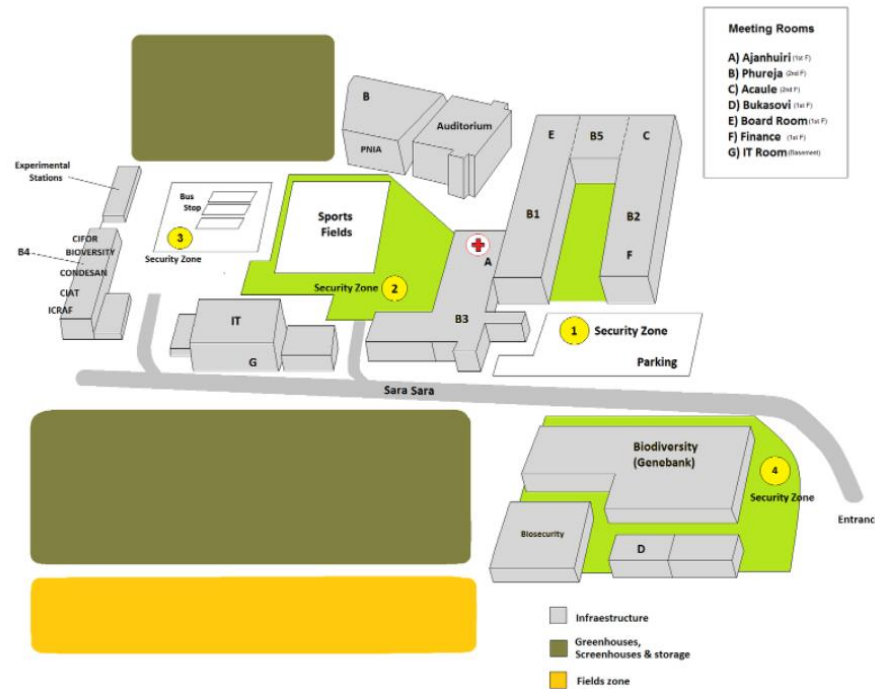 Meeting Rooms
A) Ajanhuiri (1st F)
B) Phureja (2nd F)
C) Acaule (2nd F)
D) Bukasovi (1st F)
E) Board Room (1st F)
F) Finance (1st F)
G) IT Room (Basement)
B
PNIA
Auditorium
E
B5
C
B1
B2
F
Experimental
Stations
Bus
Stop
3
Security Zone
Sports
Fields
Security Zone
2
A
B3
B4
CIFOR
BIOVERSITY
CONDESAN
CIAT
ICRAF
IT
G
1
Security Zone
Parking
Sara Sara
Biodiversity
(Genebank)
4
Security Zone
Entranc
Biosecurity
D
Infraestructure
Greenhouses,
Screenhouses & storage
Fields zone